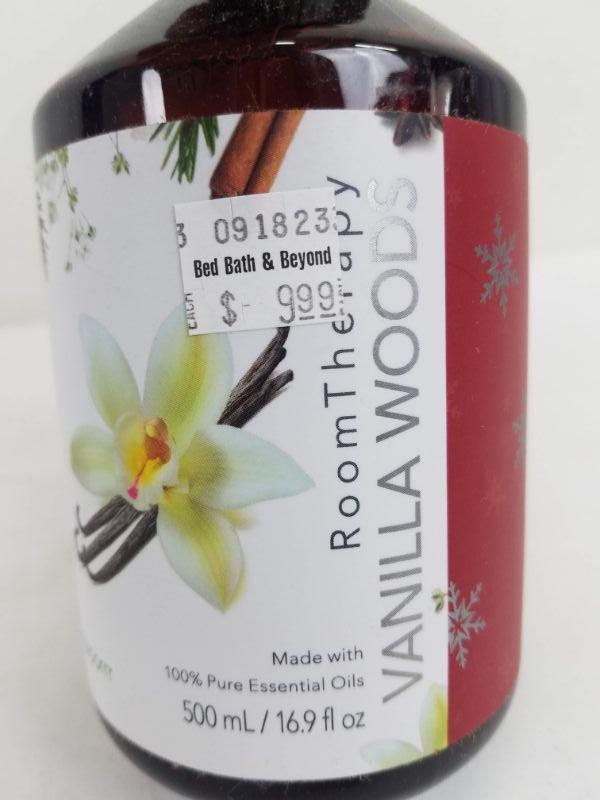 3 091823
Bed Bath & Beyond
EACH
$ 999
RoomTherapy
VANILLA WOODS
Made with
100% Pure Essential Oils
500 mL / 16.9 fl oz